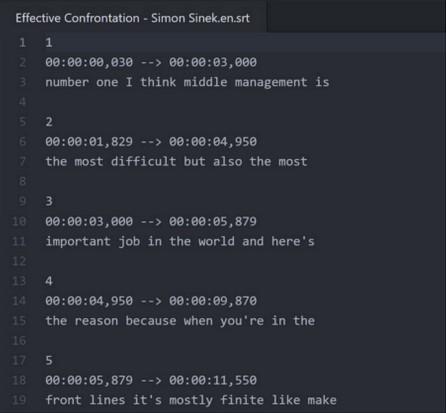 Effective Confrontation - Simon Sinek.en.srt
1 1
2 00:00:00,030 --> 00:00:03,000
3 number one I think middle management is
4
5 2
6 00:00:01,829 --> 00:00:04,950
7 the most difficult but also the most
8
9 3
10 00:00:03,000 --> 00:00:05,879
11 important job in the world and here's
12
13 4
14 00:00:04,950 --> 00:00:09,870
15 the reason because when you're in the
16
17 5
18 00:00:05,879 --> 00:00:11,550
19 front lines it's mostly finite like make